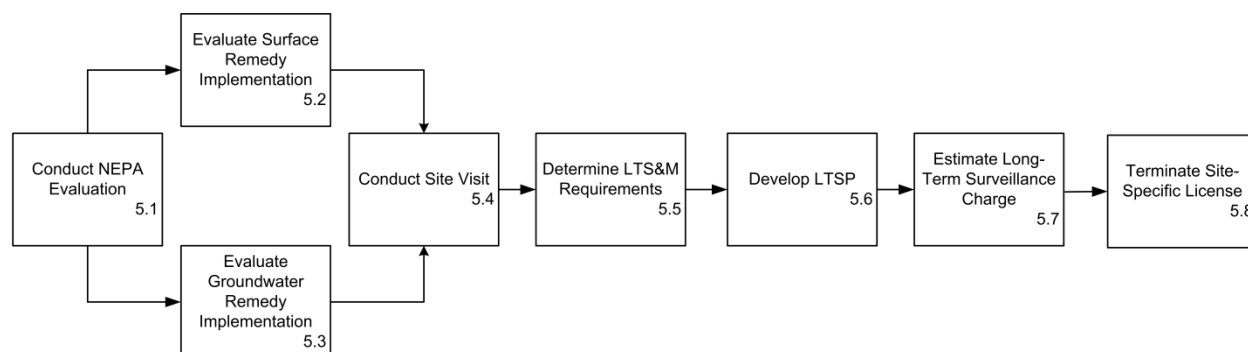 Evaluate Surface
Remedy
Implementation
5.2
Conduct NEPA
Evaluation
5.1
Conduct Site Visit
5.4
Determine LTS&M
Requirements
5.5
Develop LTSP
5.6
Estimate Long-
Term Surveillance
Charge
5.7
Terminate Site-
Specific License
5.8
Evaluate
Groundwater
Remedy
Implementation
5.3